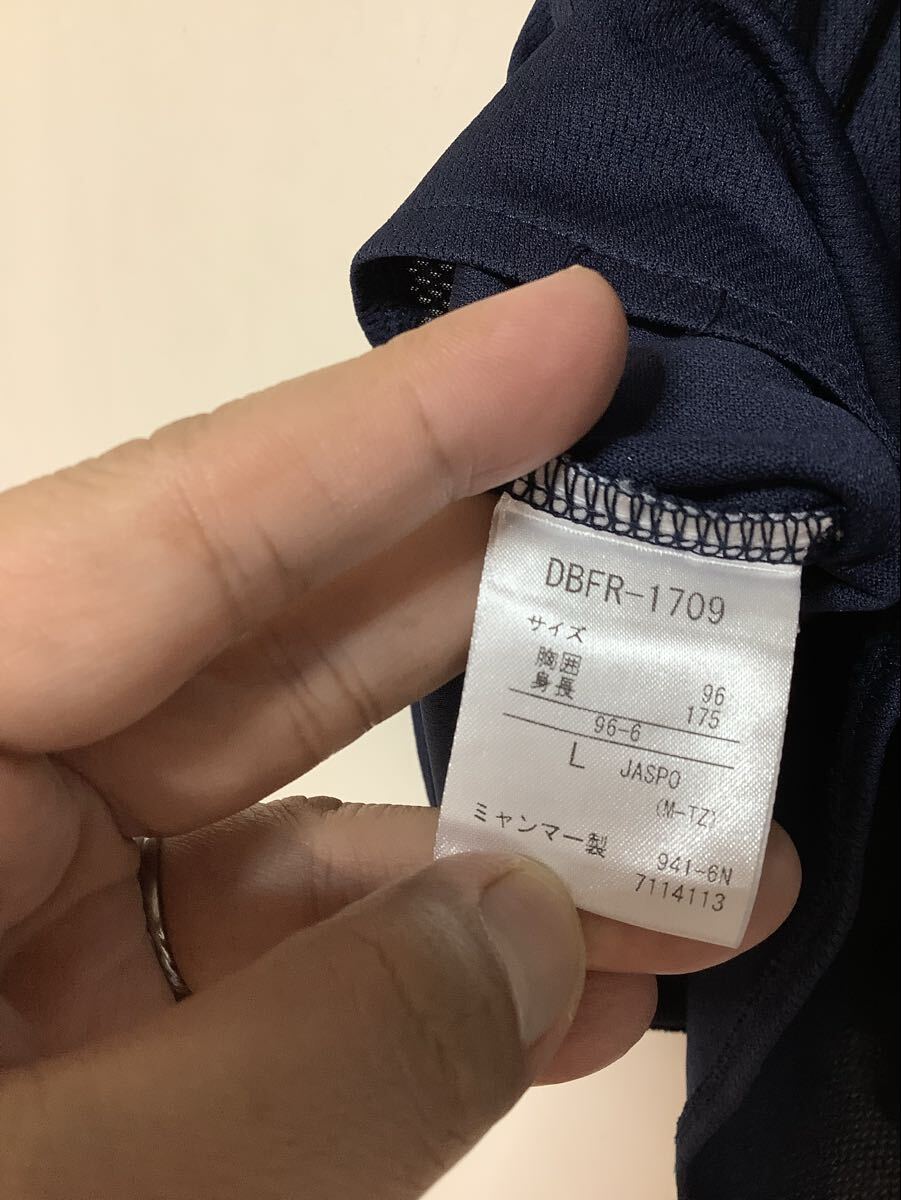 DBFR-1709
サイズ
胸囲 96
身長 175
96-6
L JASPO
(M-TZ)
ミャンマー製
941-6N
7114113